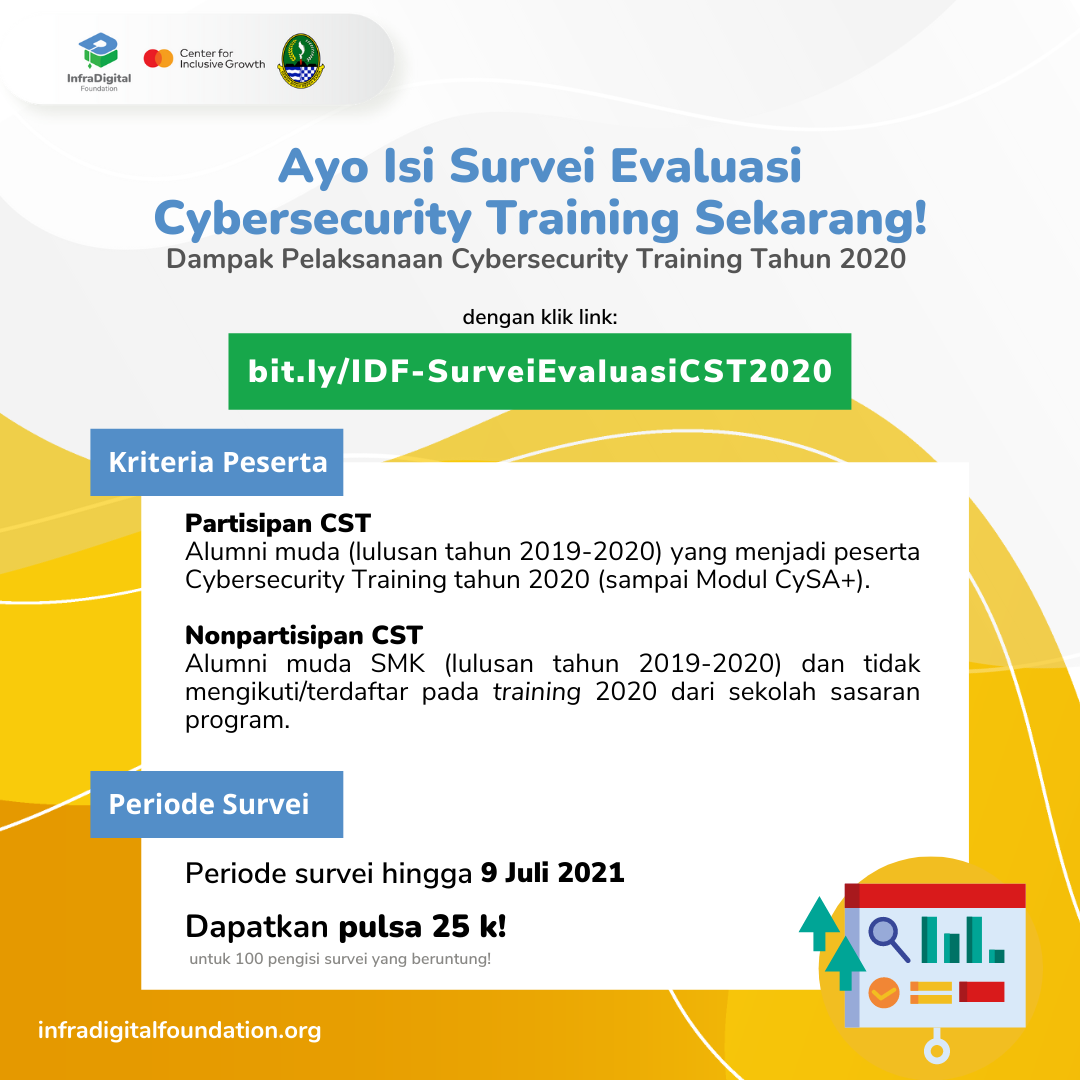 InfraDigital
Foundation
Center for
Inclusive Growth
Ayo Isi Survei Evaluasi
Cybersecurity Training Sekarang!
Dampak Pelaksanaan Cybersecurity Training Tahun 2020
dengan klik link:
bit.ly/IDF-SurveiEvaluasiCST2020
Kriteria Peserta
Partisipan CST
Alumni muda (lulusan tahun 2019-2020) yang menjadi peserta
Cybersecurity Training tahun 2020 (sampai Modul CySA+).
Nonpartisipan CST
Alumni muda SMK (lulusan tahun 2019-2020) dan tidak
mengikuti/terdaftar pada training 2020 dari sekolah sasaran
program.
Periode Survei
Periode survei hingga 9 Juli 2021
Dapatkan pulsa 25 k!
untuk 100 pengisi survei yang beruntung!
infradigitalfoundation.org